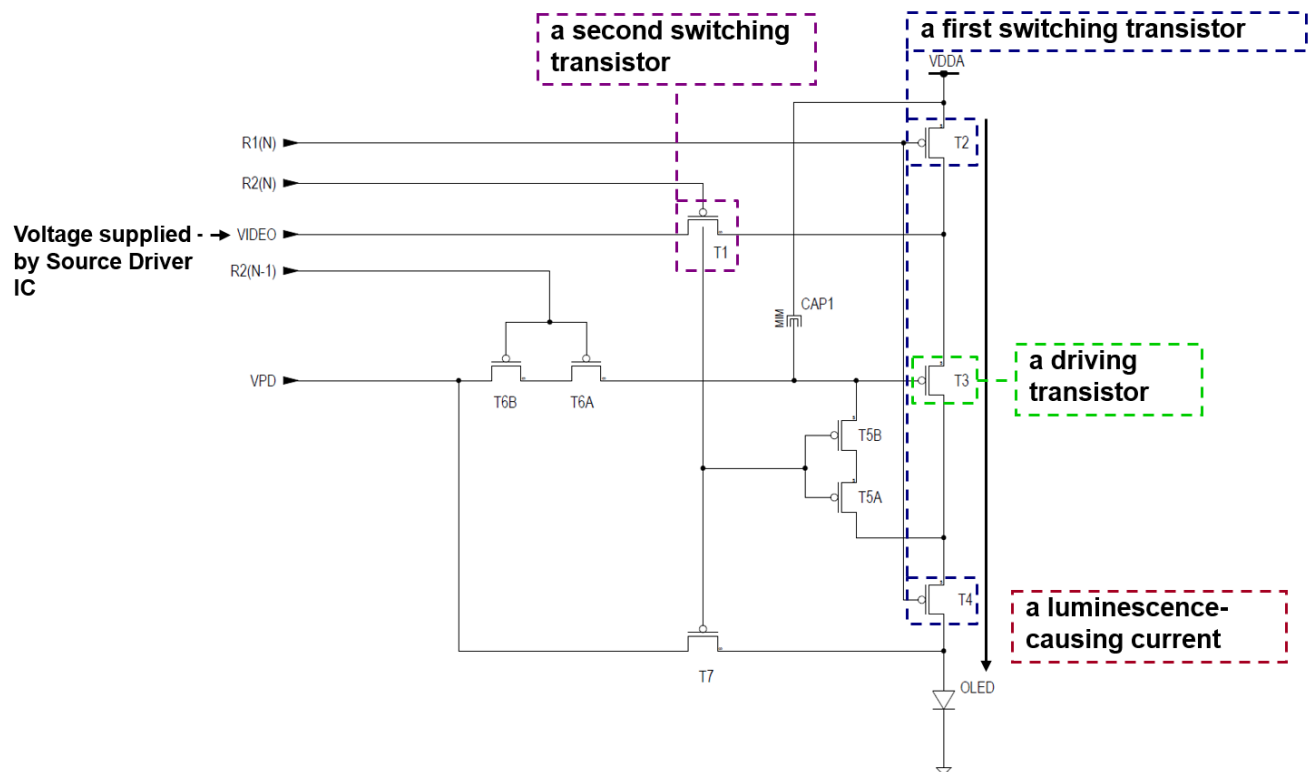 a second switching
transistor
a first switching transistor
VDDA
R1(N)
T2
R2(N)
Voltage supplied
by Source Driver
IC
VIDEO
T1
R2(N-1)
MIM
CAP1
VPD
T6B
T6A
T3
a driving
transistor
T5B
T5A
T4
a luminescence-
causing current
T7
OLED